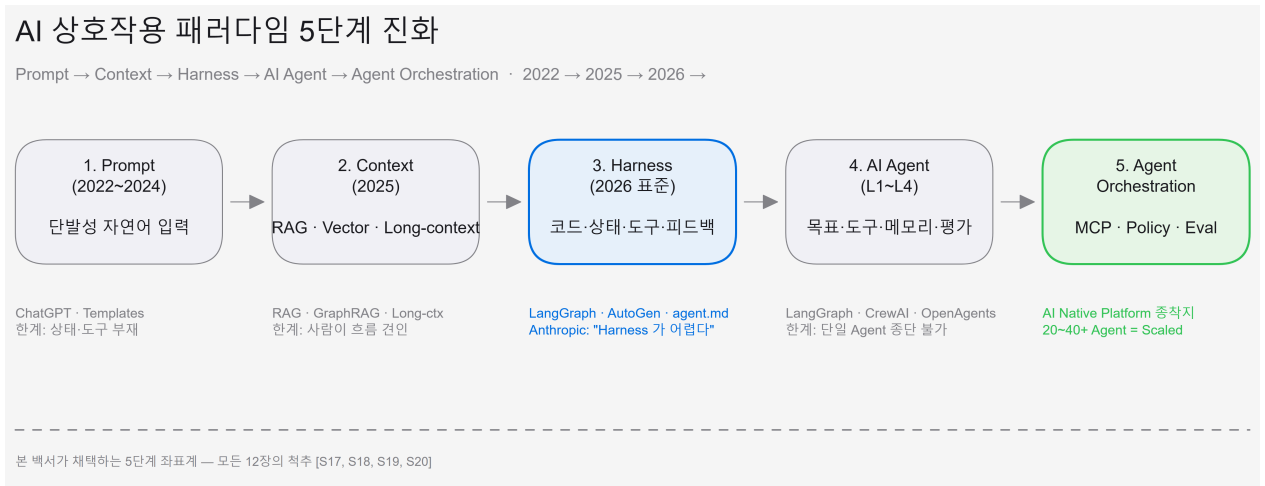 AI 상호작용 패러다임 5단계 진화
Prompt → Context → Harness → AI Agent → Agent Orchestration · 2022 → 2025 → 2026 →
1. Prompt
(2022~2024)
단발성 자연어 입력
2. Context
(2025)
RAG · Vector · Long-context
3. Harness
(2026 표준)
코드·상태·도구·피드백
4. AI Agent
(L1~L4)
목표·도구·메모리·평가
5. Agent
Orchestration
MCP · Policy · Eval
ChatGPT · Templates
한계: 상태·도구 부재
RAG · GraphRAG · Long-ctx
한계: 사람이 흐름 견인
LangGraph · AutoGen · agent.md
Anthropic: "Harness 가 어렵다"
LangGraph · CrewAI · OpenAgents
한계: 단일 Agent 종단 불가
AI Native Platform 종착지
20~40+ Agent = Scaled
본 백서가 채택하는 5단계 좌표계 — 모든 12장의 척추 [S17, S18, S19, S20]